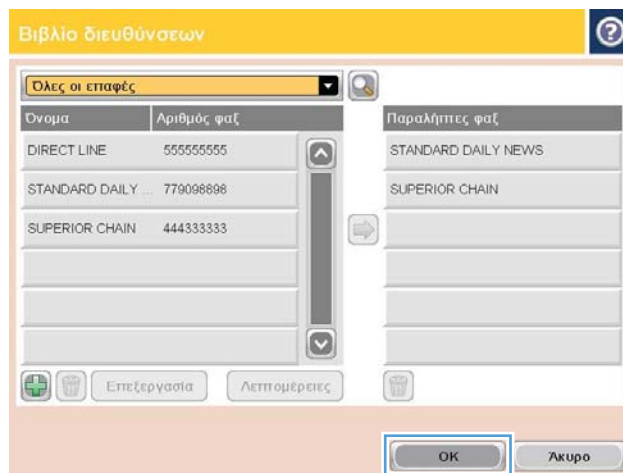 Βιβλίο διευθύνσεων
?
Όλες οι επαφές
Όνομα Αριθμός φαξ Παραλήπτες φαξ
DIRECT LINE 555555555 STANDARD DAILY NEWS
STANDARD DAILY ... 779098898 SUPERIOR CHAIN
SUPERIOR CHAIN 444333333
Επεξεργασία Λεπτομέρειες
OK Άκυρο